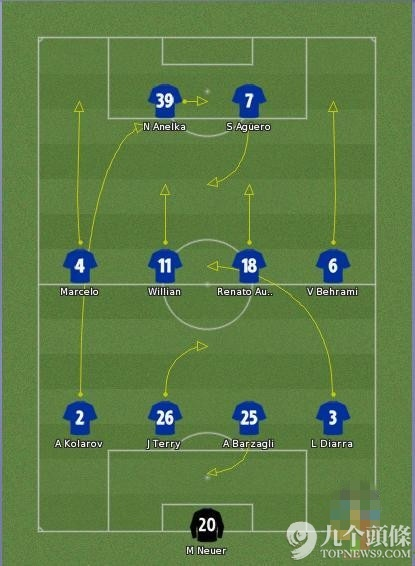 39 7
N Anelka S Aguero
4 11 18 6
Marcelo Willian Renato Au.. V Behrami
2 26 25 3
A Kolarov J Terry A Barzagli L Diarra
20
M Neuer
九个頭條
TOPNEWS9.COM